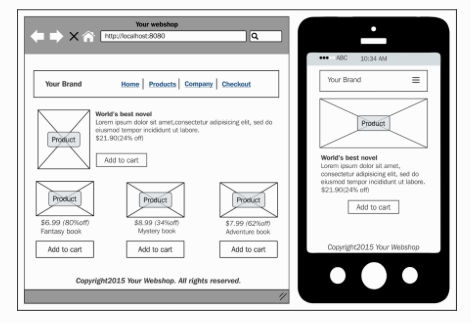 Your webshop
http://localhost:8080
Your Brand
Home Products Company Checkout
Product
World's best novel
Lorem ipsum dolor sit amet,consectetur adipisicing elit, sed do
eiusmod tempor incididunt ut labore.
$21.90(24% off)
Add to cart
Product
Product
Product
$6.99 (80%off)
$8.99 (34%off)
$7.99 (62%off)
Fantasy book
Mystery book
Adventure book
Add to cart
Add to cart
Add to cart
Copyright2015 Your Webshop. All rights reserved.
ABC 10:34 AM
Your Brand
Product
World's best novel
Lorem ipsum dolor sit amet,
consectetur adipisicing elit, sed do
eiusmod tempor incididunt ut labore.
$21.90(24% off)
Add to cart
Copyright2015 Your Webshop